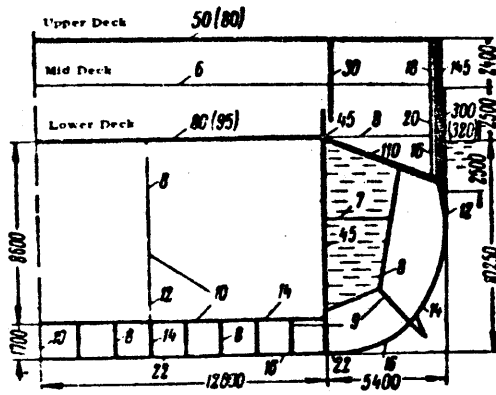 Upper Deck 50 (80)
Mid Deck 6 30 18 145 2400
Lower Deck 80 (95) 45 8 20 300 (320) 2500
110 16
8 7 12 2500
8600 45 10250
12 10 14 8 9 14
1700 10 8 14 8
22 16 22 16
12800 5400